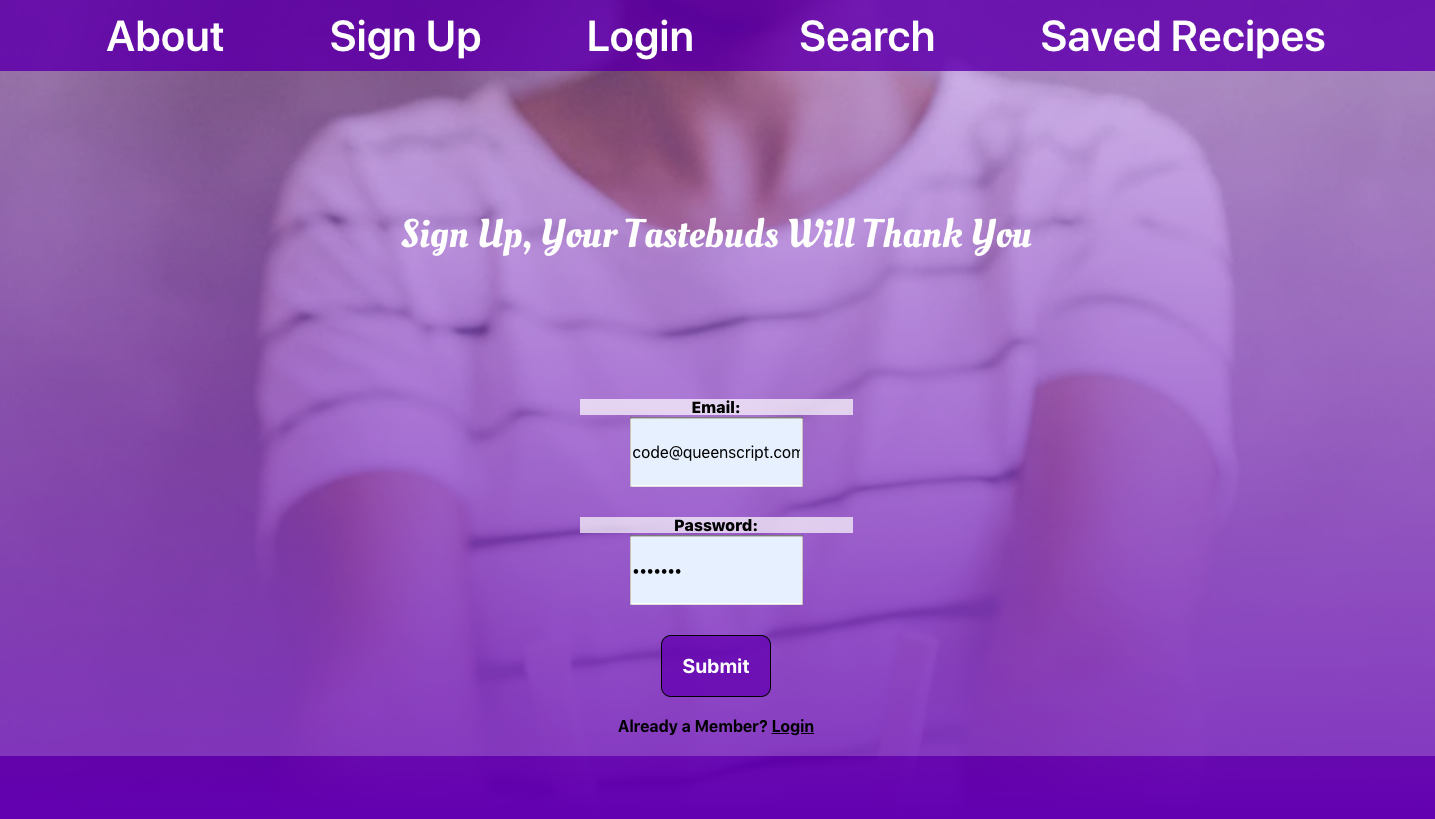 About Sign Up Login Search Saved Recipes
Sign Up, Your Tastebuds Will Thank You
Email:
code@queenscript.com
Password:
•••••••
Submit
Already a Member? Login